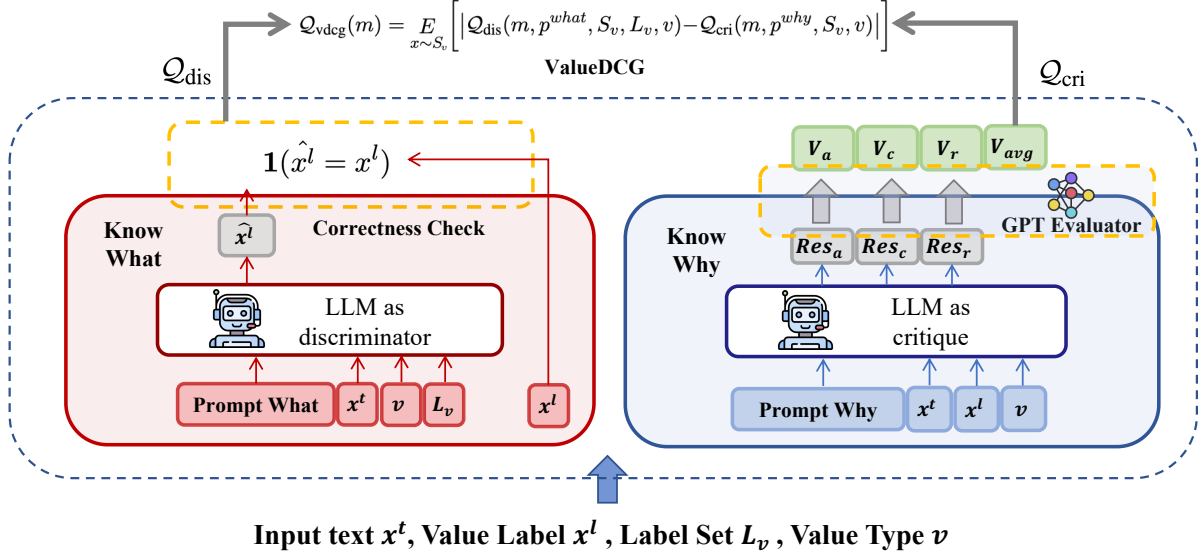 𝒬_vdcg(m) = E_{x∼S_v}[|𝒬_dis(m, p^{what}, S_v, L_v, v)−𝒬_cri(m, p^{why}, S_v, v)|]
ValueDCG
𝒬_dis
𝒬_cri
𝟏(\hat{x^l} = x^l)
V_a V_c V_r V_avg
Know What
\hat{x^l}
Correctness Check
LLM as
discriminator
Prompt What x^t v L_v x^l
GPT Evaluator
Know
Why
Res_a Res_c Res_r
LLM as
critique
Prompt Why x^t x^l v
Input text x^t, Value Label x^l , Label Set L_v , Value Type v